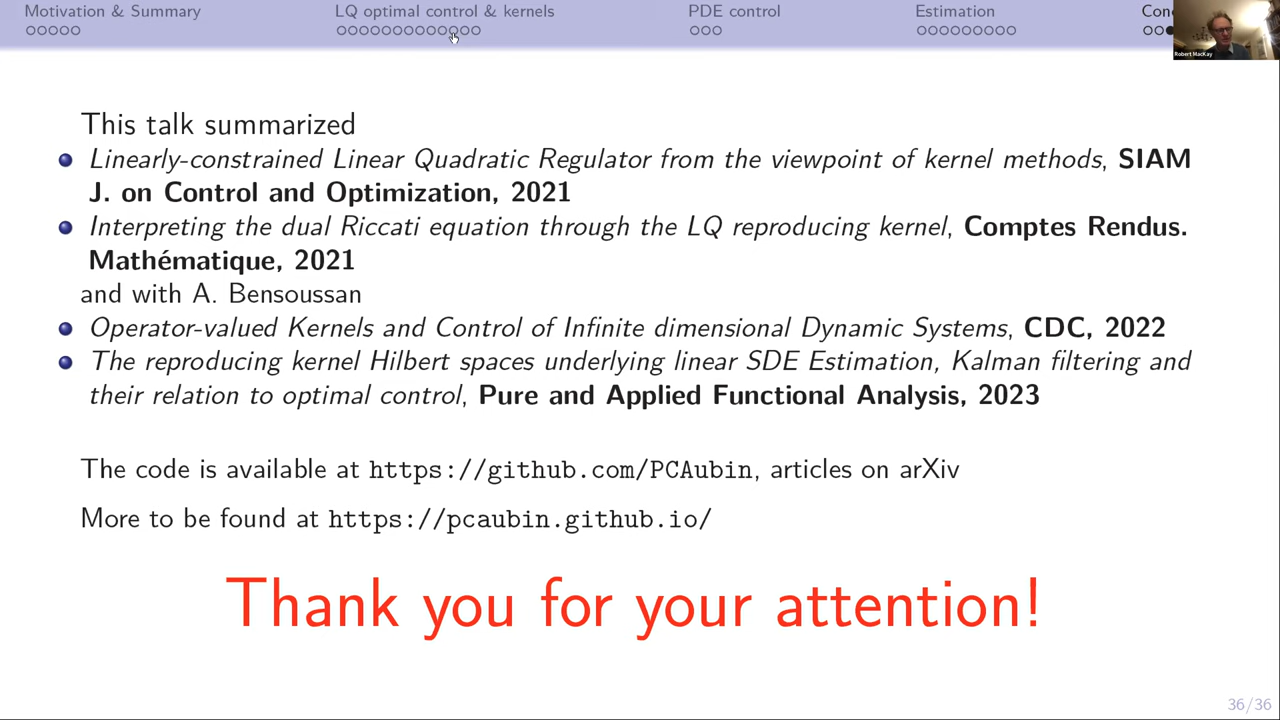 Motivation & Summary
LQ optimal control & kernels
PDE control
Estimation
Robert MacKay
This talk summarized
Linearly-constrained Linear Quadratic Regulator from the viewpoint of kernel methods, SIAM
J. on Control and Optimization, 2021
Interpreting the dual Riccati equation through the LQ reproducing kernel, Comptes Rendus.
Mathématique, 2021
and with A. Bensoussan
Operator-valued Kernels and Control of Infinite dimensional Dynamic Systems, CDC, 2022
The reproducing kernel Hilbert spaces underlying linear SDE Estimation, Kalman filtering and
their relation to optimal control, Pure and Applied Functional Analysis, 2023
The code is available at https://github.com/PCAubin, articles on arXiv
More to be found at https://pcaubin.github.io/
Thank you for your attention!
36/36